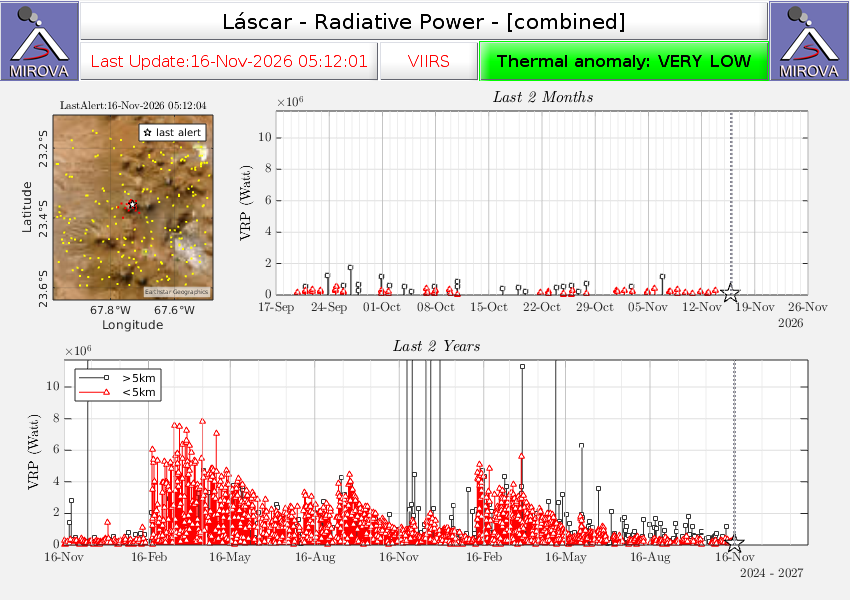 MIROVA
Láscar - Radiative Power - [combined]
Last Update:16-Nov-2026 05:12:01
VIIRS
Thermal anomaly: VERY LOW
MIROVA
LastAlert:16-Nov-2026 05:12:04
last alert
23.2°S
23.4°S
23.6°S
Latitude
67.8°W
67.6°W
Longitude
Earthstar Geographics
Last 2 Months
×10⁶
VRP (Watt)
10
8
6
4
2
0
17-Sep
24-Sep
01-Oct
08-Oct
15-Oct
22-Oct
29-Oct
05-Nov
12-Nov
19-Nov
26-Nov
2026
Last 2 Years
×10⁶
>5km
<5km
VRP (Watt)
10
8
6
4
2
0
16-Nov
16-Feb
16-May
16-Aug
16-Nov
16-Feb
16-May
16-Aug
16-Nov
2024 - 2027